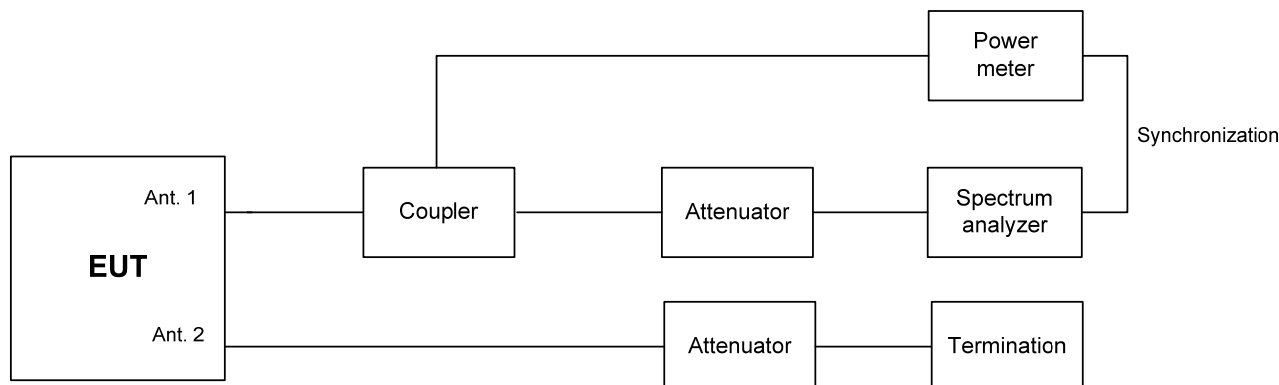 Power
meter
Synchronization
Ant. 1
Coupler
Attenuator
Spectrum
analyzer
EUT
Ant. 2
Attenuator
Termination